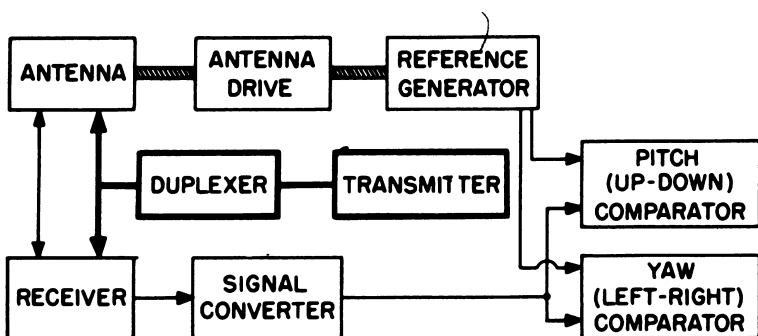 ANTENNA
ANTENNA
DRIVE
REFERENCE
GENERATOR
DUPLEXER
TRANSMITTER
PITCH
(UP-DOWN)
COMPARATOR
RECEIVER
SIGNAL
CONVERTER
YAW
(LEFT-RIGHT)
COMPARATOR